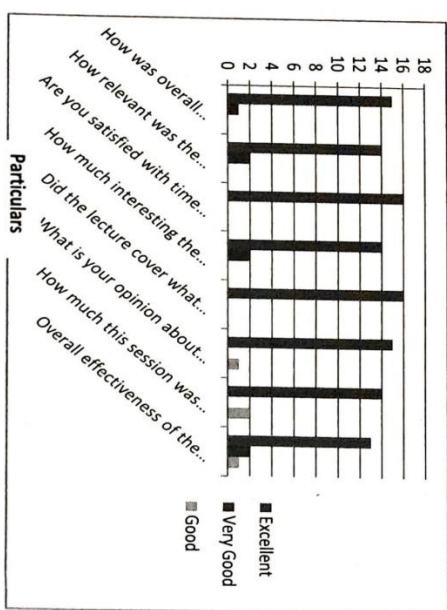 18
16
14
12
10
8
6
4
2
0
How was overall...
How relevant was the...
Are you satisfied with time...
How much interesting the...
Did the lecture cover what...
What is your opinion about...
How much this session was...
Overall effectiveness of the...
Particulars
Excellent
Very Good
Good